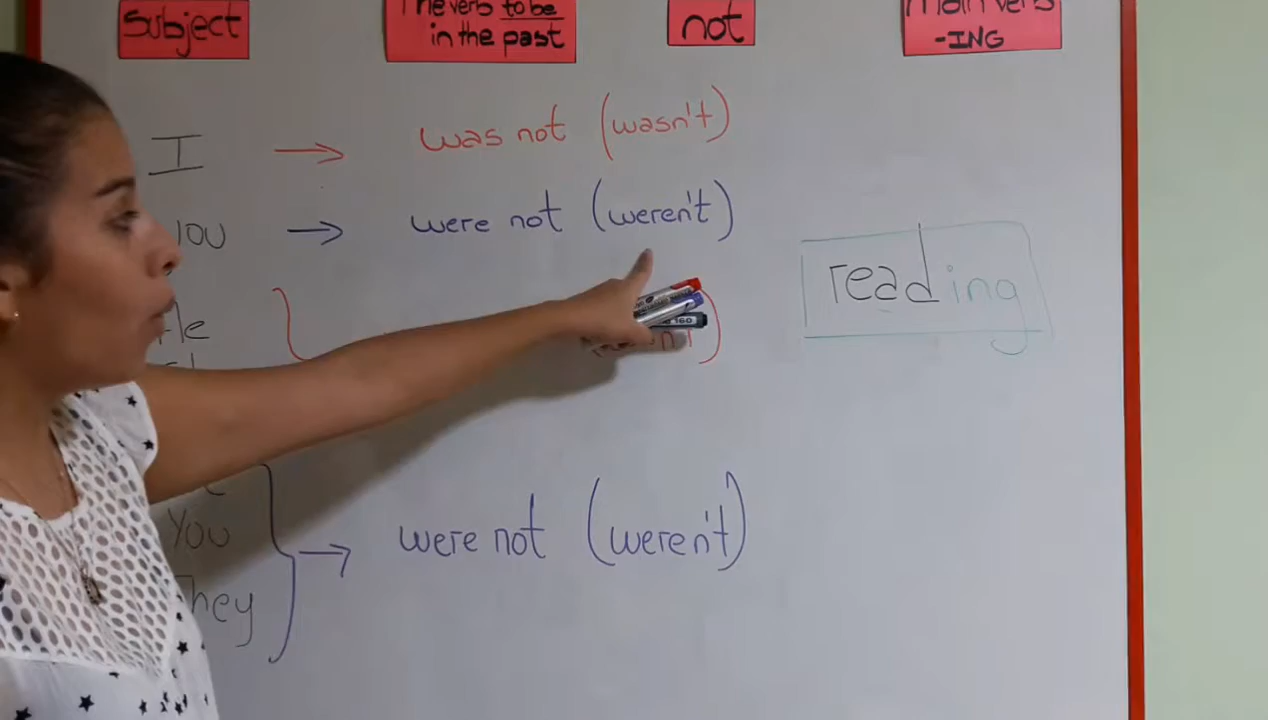 Subject
The verb to be
in the past
not
main verb
-ING
I → was not (wasn't)
You → were not (weren't)
He
160
reading
You
They
→ were not (weren't)